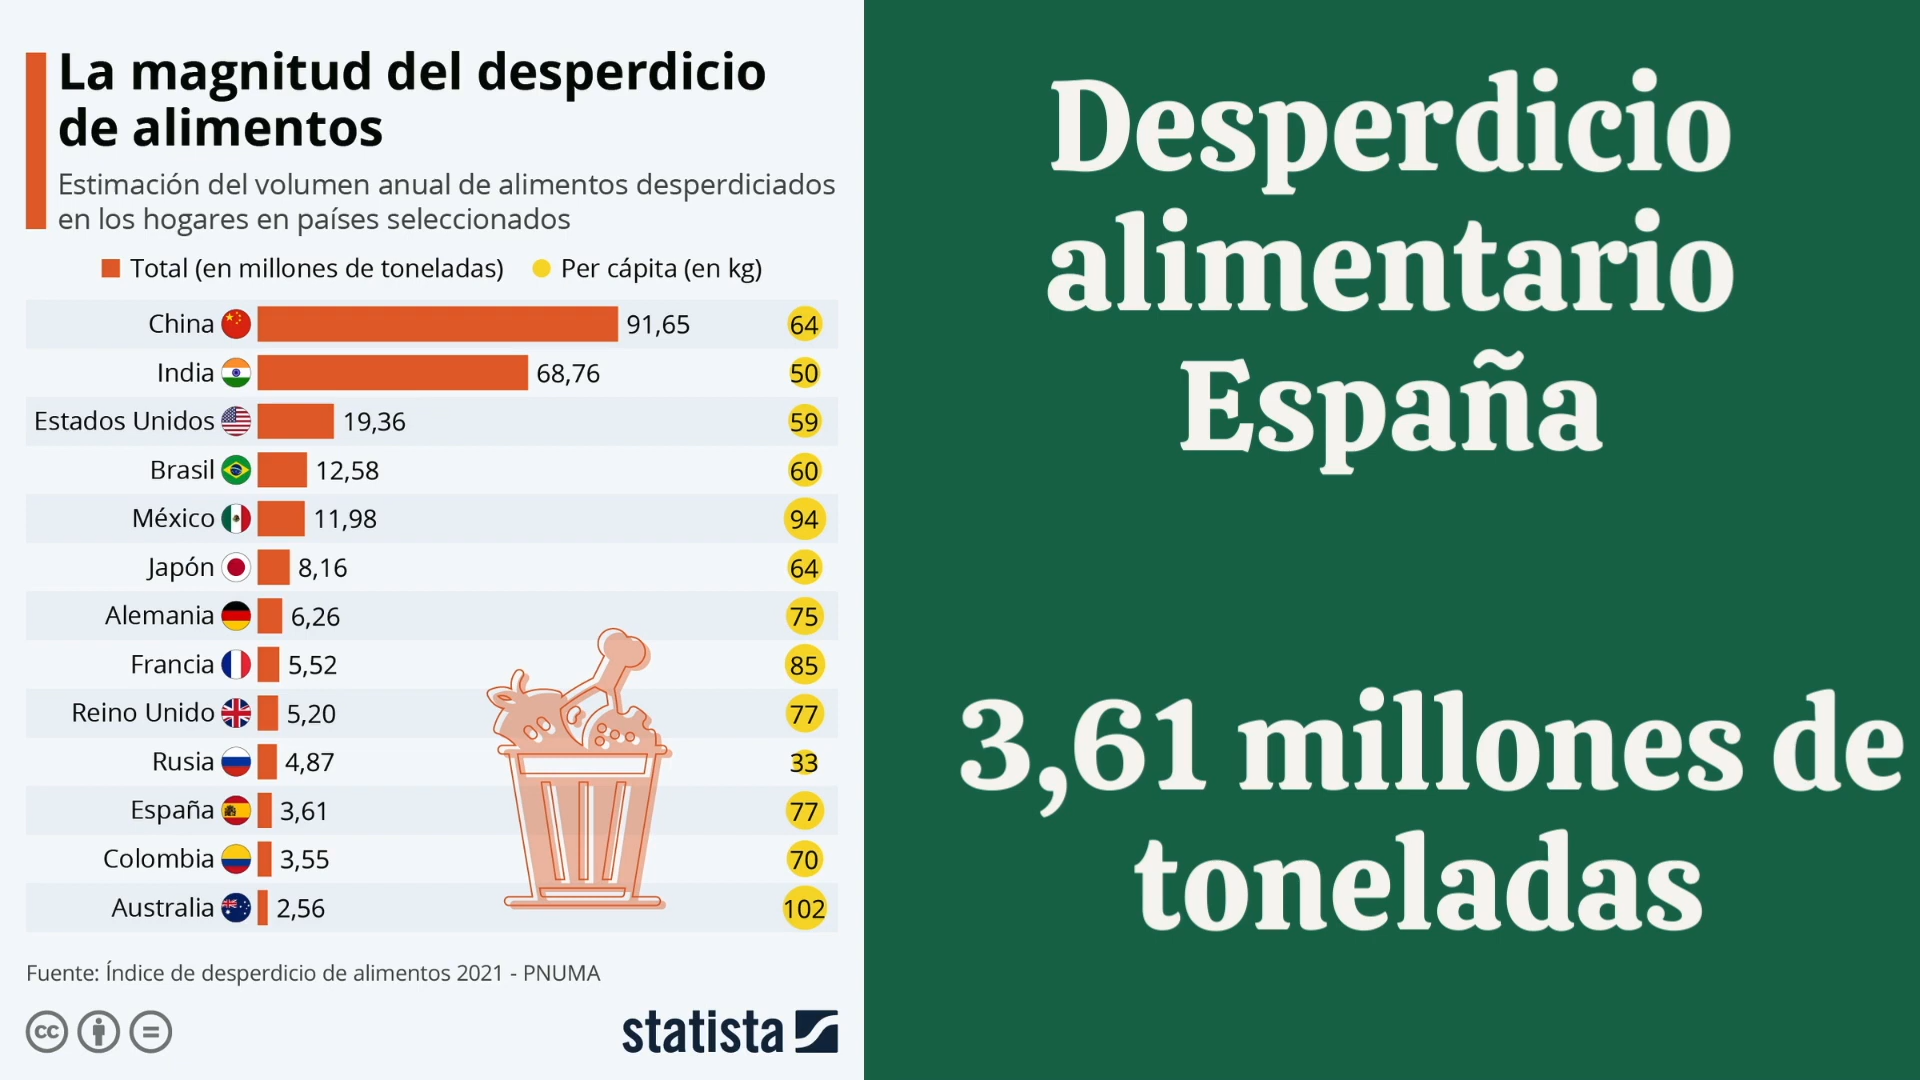 La magnitud del desperdicio
de alimentos
Estimación del volumen anual de alimentos desperdiciados
en los hogares en países seleccionados
Total (en millones de toneladas) Per cápita (en kg)
China 91,65 64
India 68,76 50
Estados Unidos 19,36 59
Brasil 12,58 60
México 11,98 94
Japón 8,16 64
Alemania 6,26 75
Francia 5,52 85
Reino Unido 5,20 77
Rusia 4,87 33
España 3,61 77
Colombia 3,55 70
Australia 2,56 102
Fuente: Índice de desperdicio de alimentos 2021 - PNUMA
cc
statista
Desperdicio
alimentario
España
3,61 millones de
toneladas